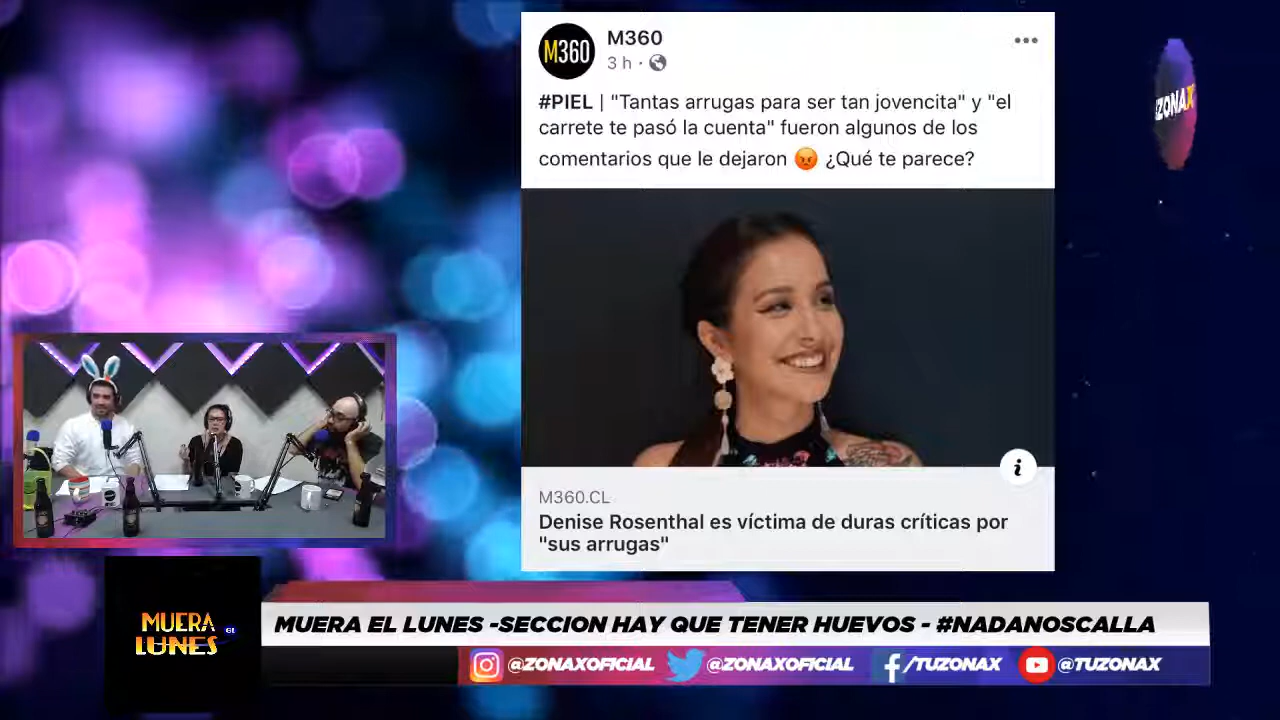 M360
M360
3 h
#PIEL | "Tantas arrugas para ser tan jovencita" y "el
carrete te pasó la cuenta" fueron algunos de los
comentarios que le dejaron 😡 ¿Qué te parece?
ZONAX
i
M360.CL
Denise Rosenthal es víctima de duras críticas por
"sus arrugas"
MUERA EL
LUNES
MUERA EL LUNES -SECCION HAY QUE TENER HUEVOS - #NADANOSCALLA
@ZONAXOFICIAL @ZONAXOFICIAL f/TUZONAX @TUZONAX